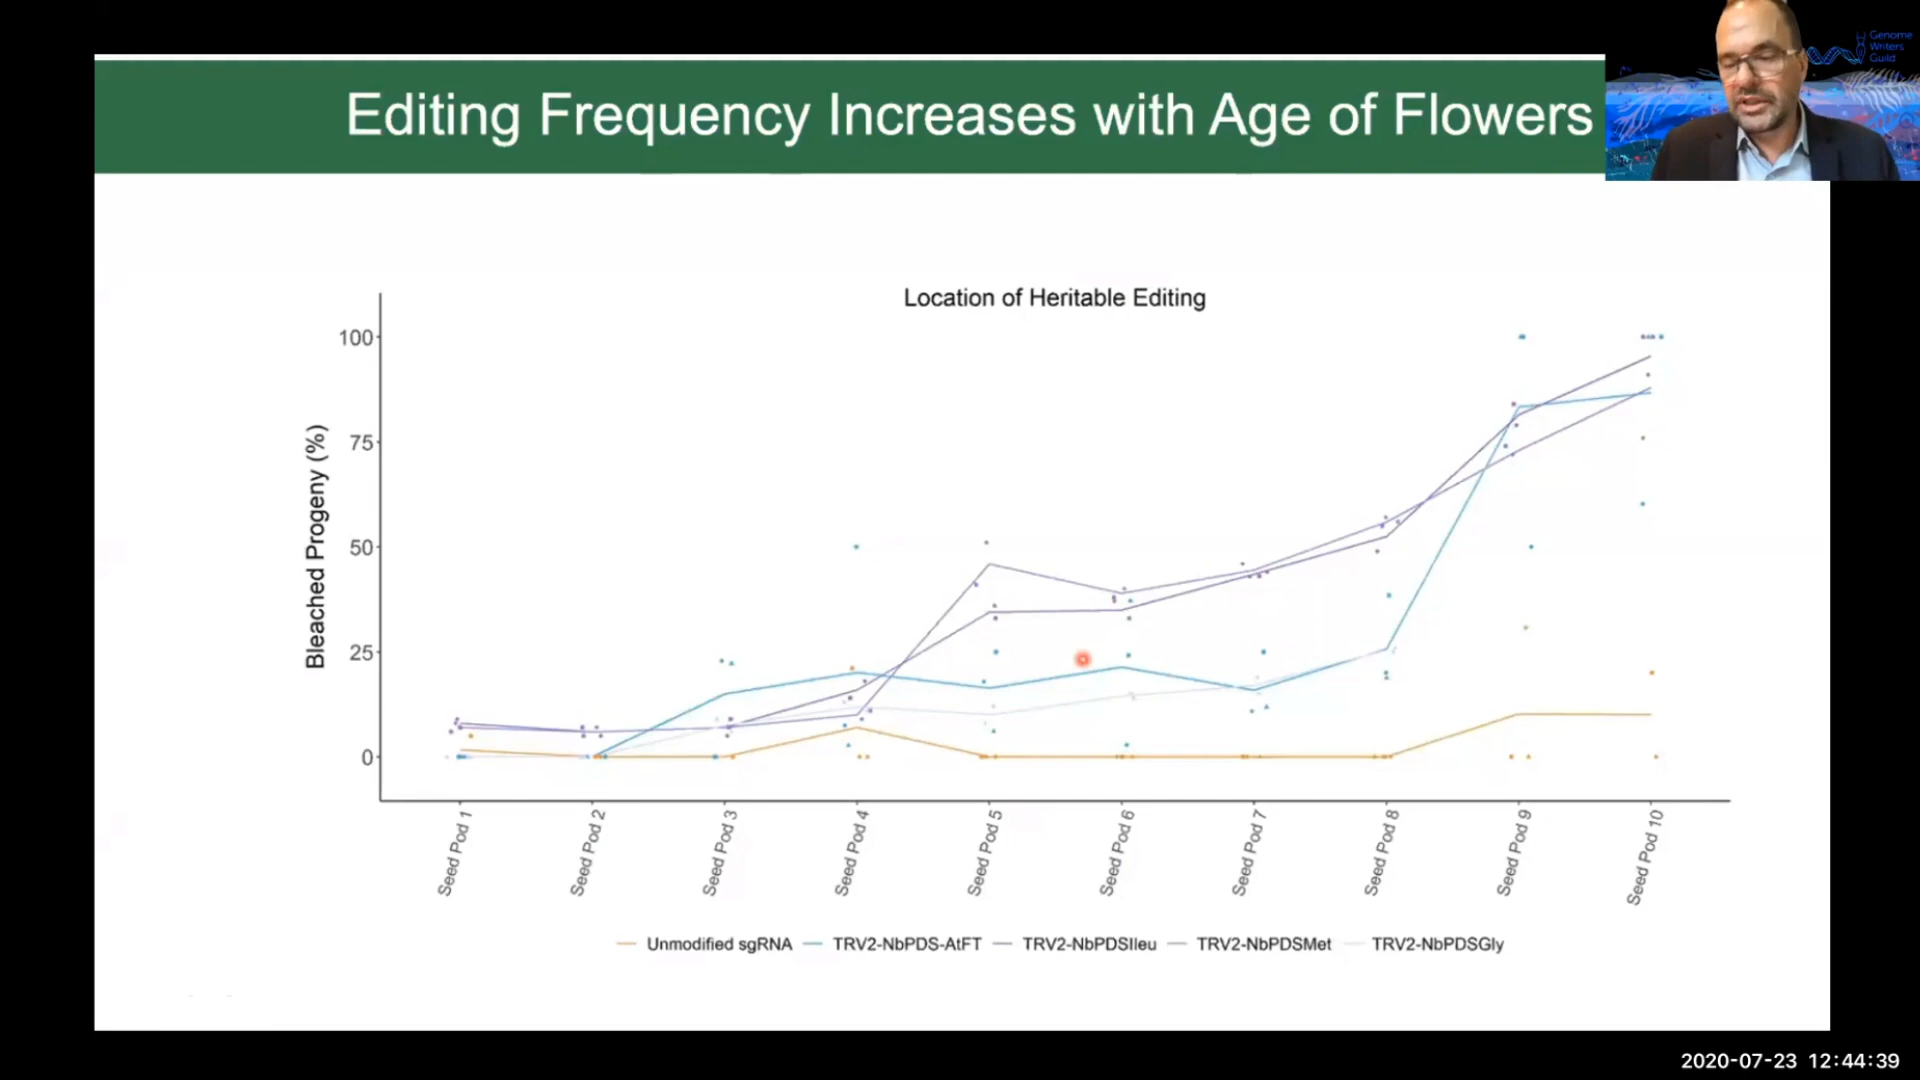 Editing Frequency Increases with Age of Flowers
Genome
Writers
Guild
Location of Heritable Editing
Bleached Progeny (%)
100
75
50
25
0
Seed Pod 1
Seed Pod 2
Seed Pod 3
Seed Pod 4
Seed Pod 5
Seed Pod 6
Seed Pod 7
Seed Pod 8
Seed Pod 9
Seed Pod 10
Unmodified sgRNA TRV2-NbPDS-AtFT TRV2-NbPDSIleu TRV2-NbPDSMet TRV2-NbPDSGly
2020-07-23 12:44:39